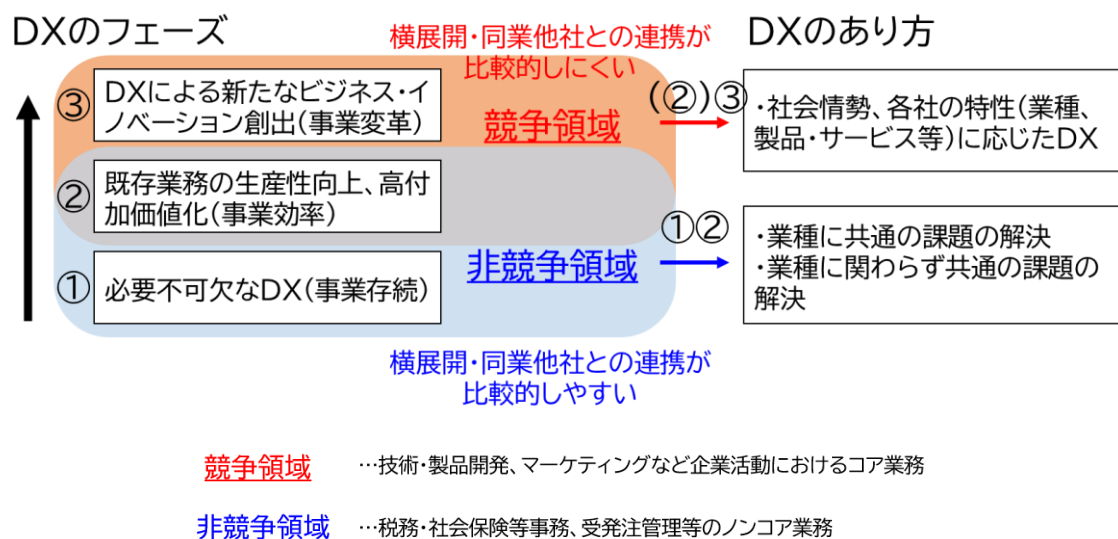 DXのフェーズ
横展開・同業他社との連携が
比較的しにくい
DXのあり方
③
DXによる新たなビジネス・イ
ノベーション創出(事業変革)
競争領域
(②)③
・社会情勢、各社の特性(業種、
製品・サービス等)に応じたDX
②
既存業務の生産性向上、高付
加価値化(事業効率)
①②
非競争領域
・業種に共通の課題の解決
・業種に関わらず共通の課題の
解決
①
必要不可欠なDX(事業存続)
横展開・同業他社との連携が
比較的しやすい
競争領域 …技術・製品開発、マーケティングなど企業活動におけるコア業務
非競争領域 …税務・社会保険等事務、受発注管理等のノンコア業務